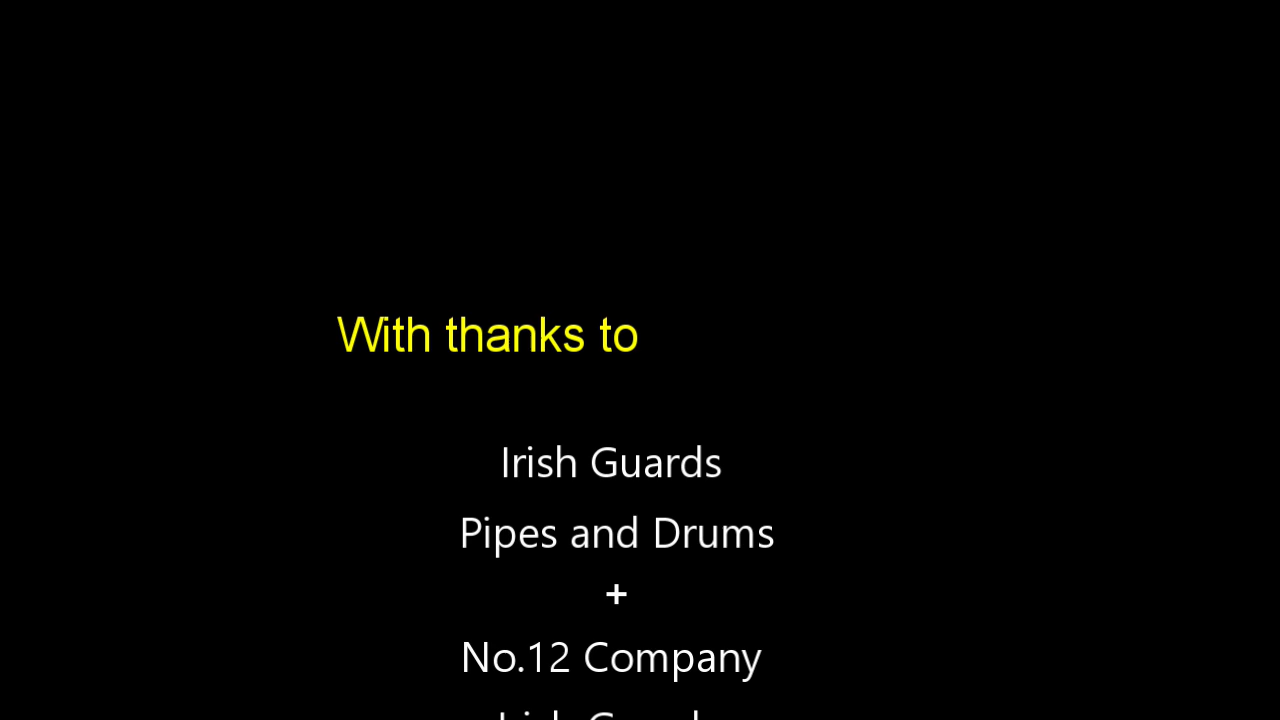 With thanks to
Irish Guards
Pipes and Drums
+
No.12 Company